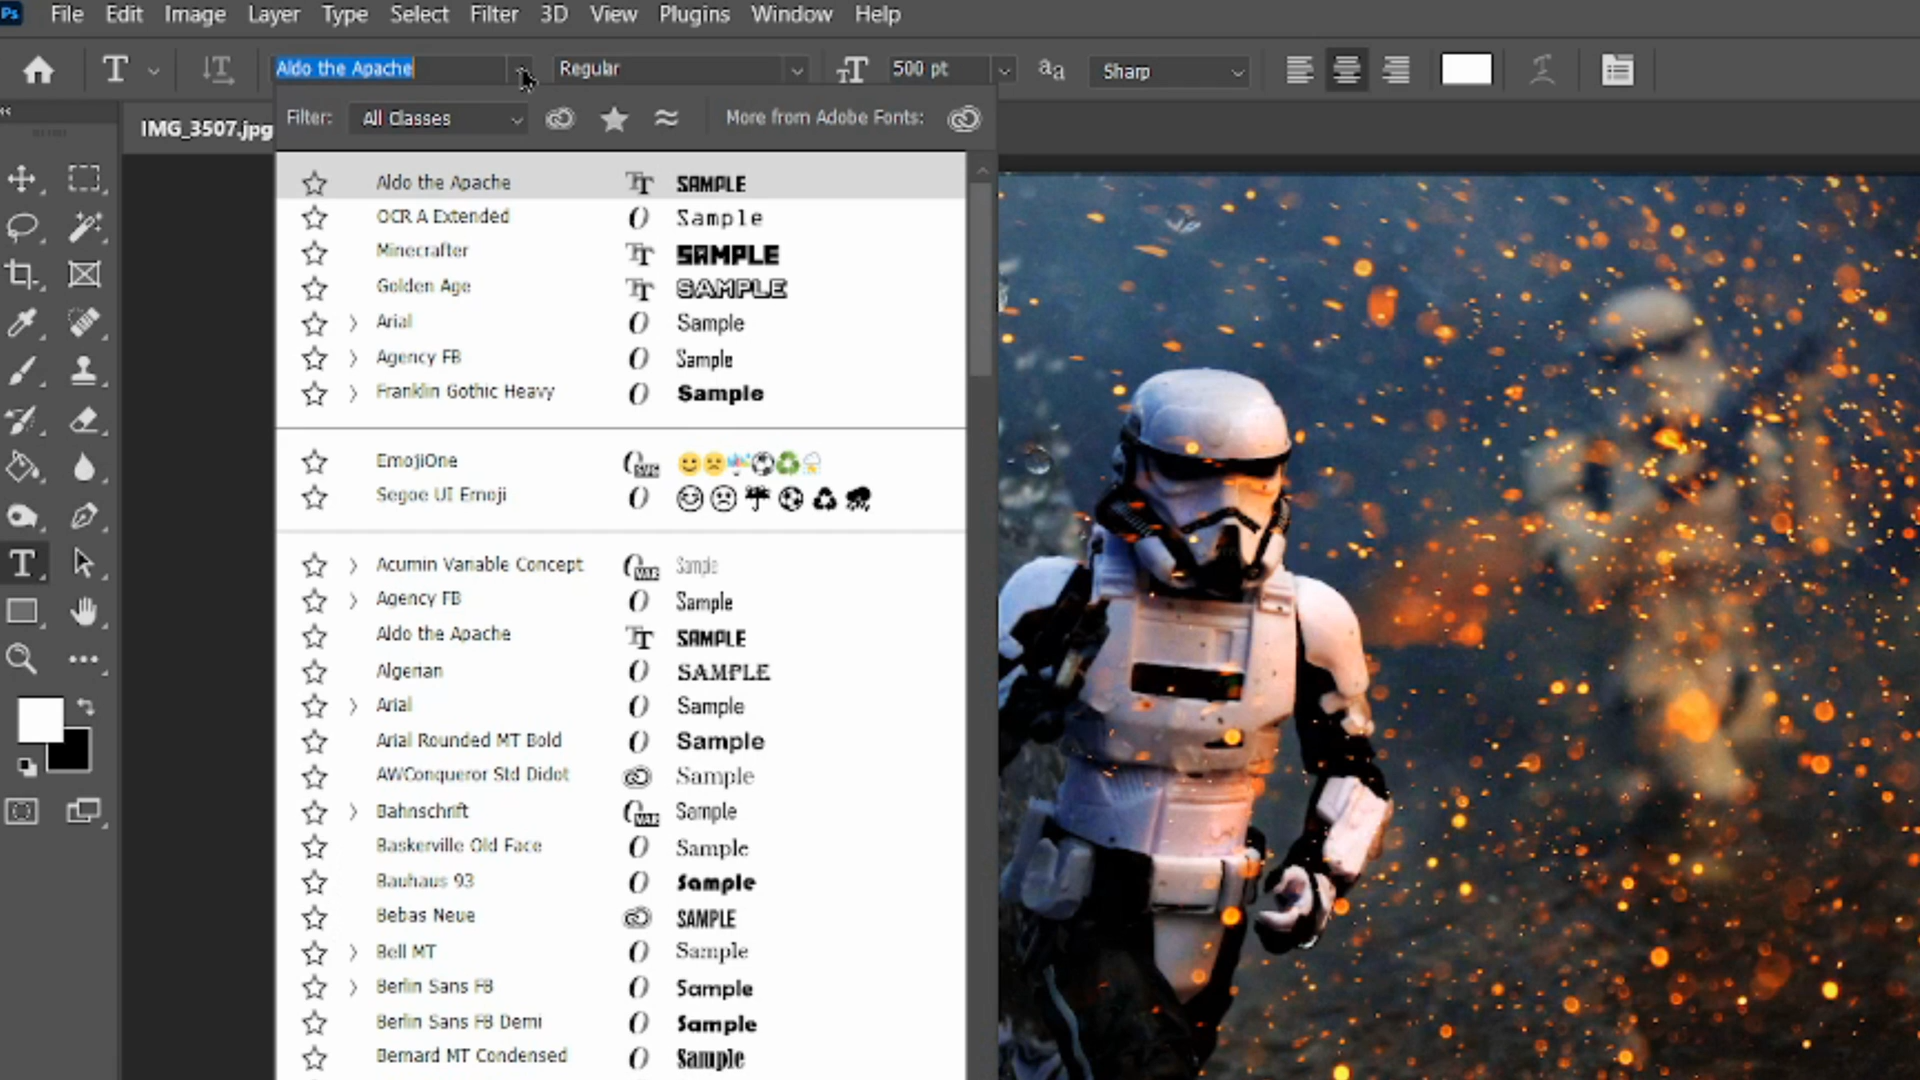 Ps File Edit Image Layer Type Select Filter 3D View Plugins Window Help
T Aldo the Apache Regular 500 pt aa Sharp
Filter: All Classes More from Adobe Fonts:
IMG_3507.jpg
Aldo the Apache SAMPLE
OCR A Extended Sample
Minecrafter SAMPLE
Golden Age SAMPLE
Arial Sample
Agency FB Sample
Franklin Gothic Heavy Sample
EmojiOne
Segoe UI Emoji
Acumin Variable Concept Sample
Agency FB Sample
Aldo the Apache SAMPLE
Algerian SAMPLE
Arial Sample
Arial Rounded MT Bold Sample
AWConqueror Std Didot Sample
Bahnschrift Sample
Baskerville Old Face Sample
Bauhaus 93 Sample
Bebas Neue SAMPLE
Bell MT Sample
Berlin Sans FB Sample
Berlin Sans FB Demi Sample
Bernard MT Condensed Sample